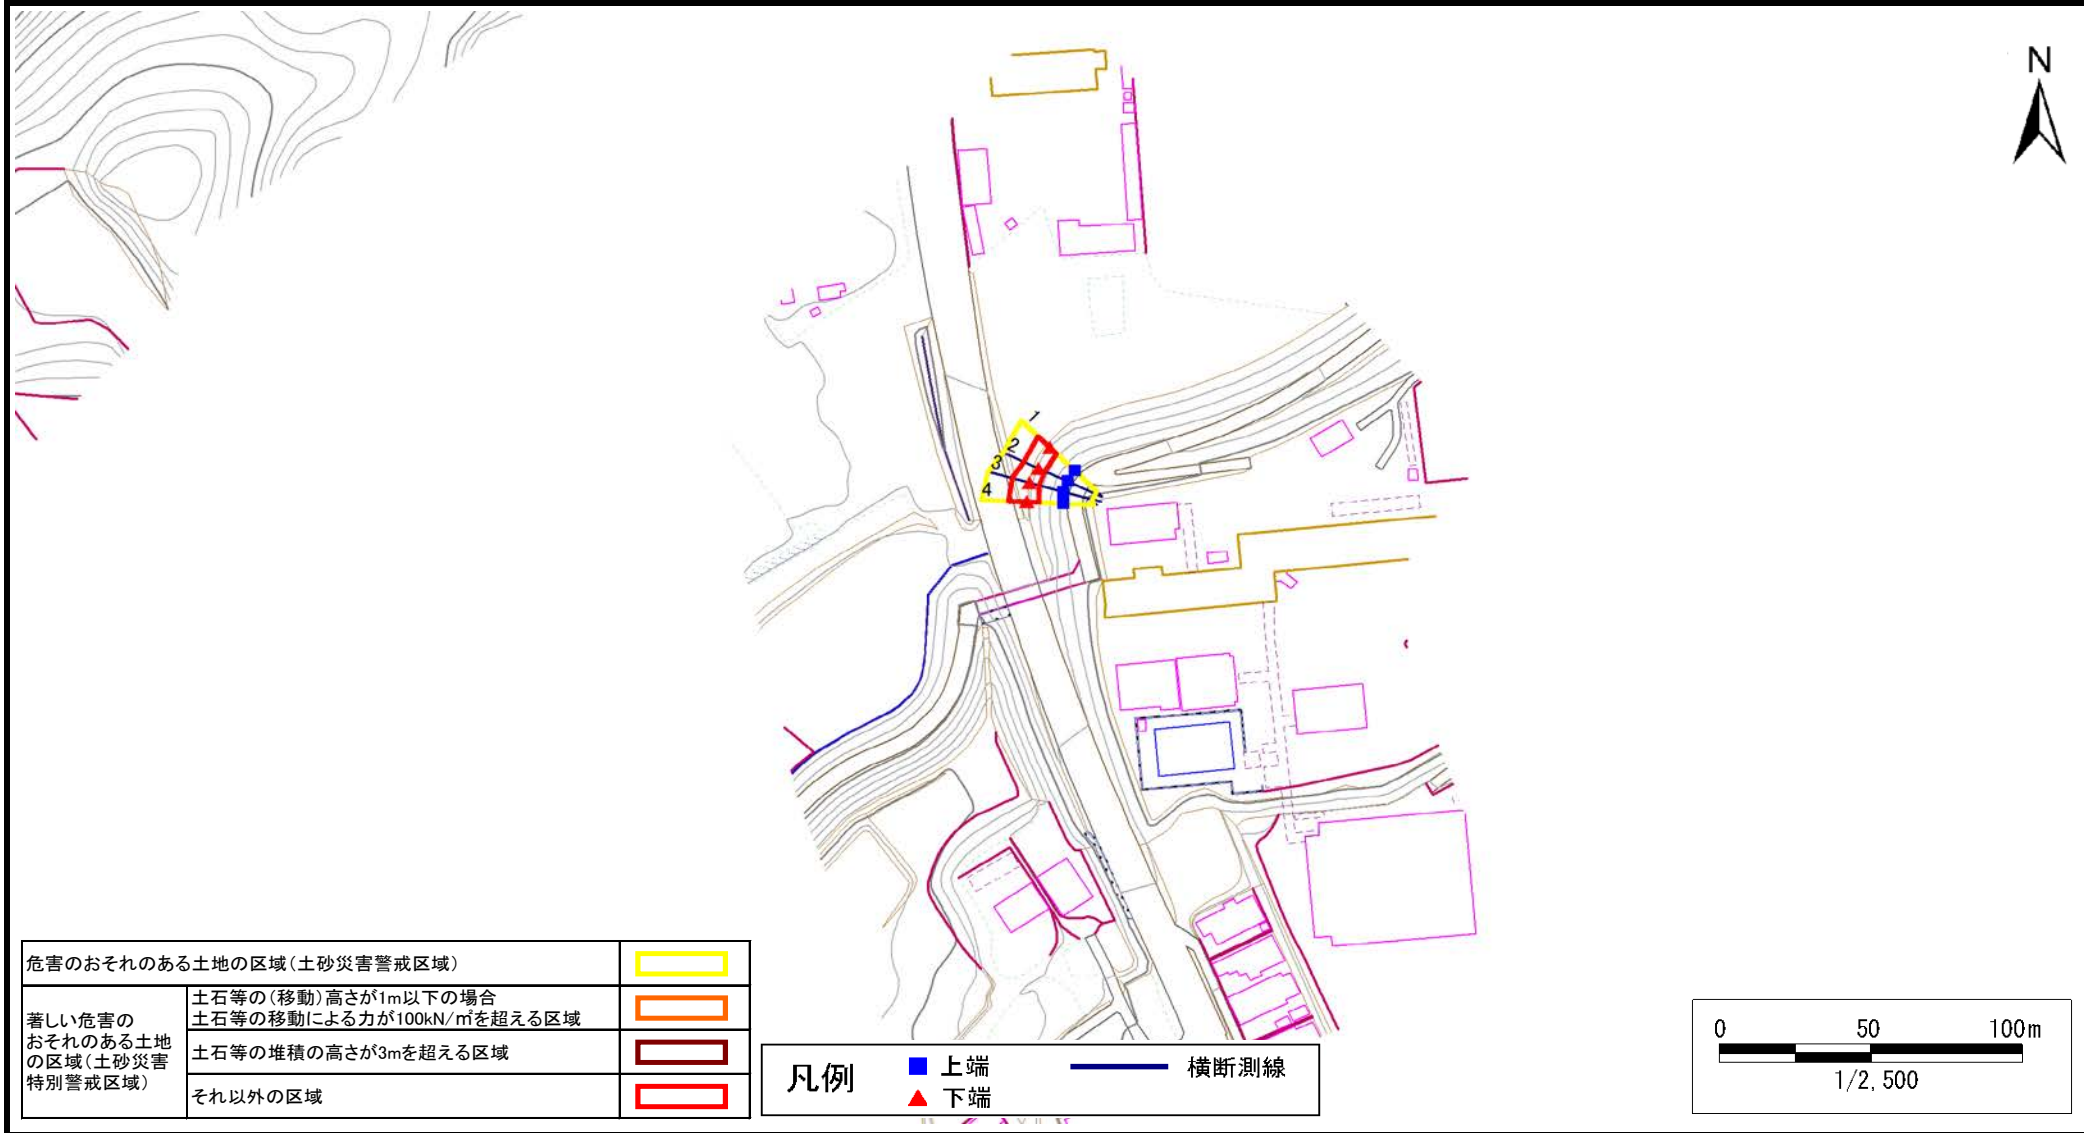 N
1
2
3
4
危害のおそれのある土地の区域(土砂災害警戒区域)
著しい危害の
おそれのある土地
の区域(土砂災害
特別警戒区域)
土石等の(移動)高さが1m以下の場合
土石等の移動による力が100kN/㎡を超える区域
土石等の堆積の高さが3mを超える区域
それ以外の区域
凡例
上端
下端
横断測線
0 50 100m
1/2,500